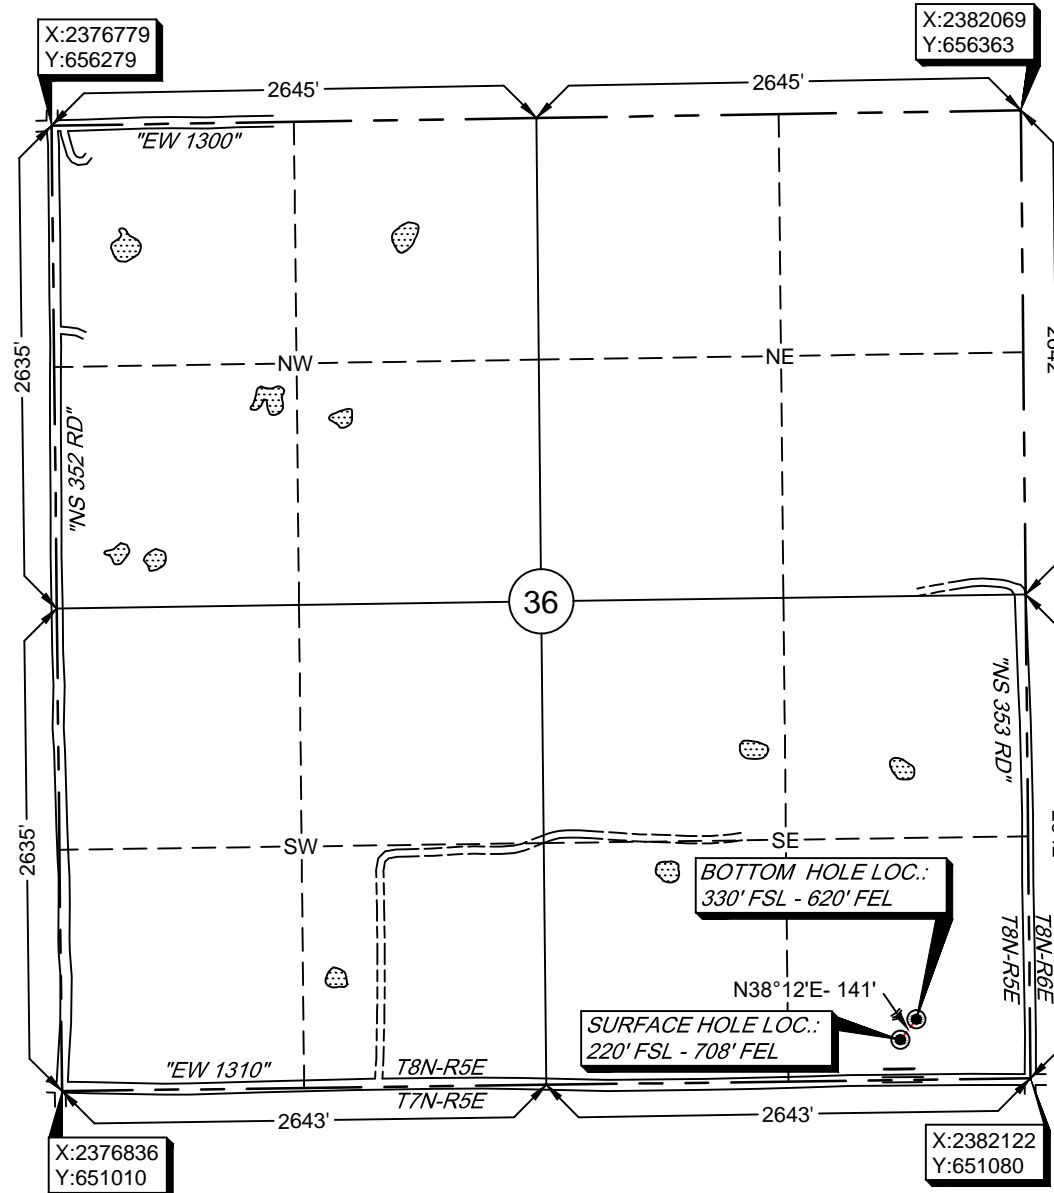 X:2376779
Y:656279
X:2382069
Y:656363
2645'
2645'
"EW 1300"
2635'
NW
NE
"NS 352 RD"
36
"NS 353 RD"
2635'
SW
SE
BOTTOM HOLE LOC.:
330' FSL - 620' FEL
T8N-R5E
T8N-R6E
N38°12'E- 141'
SURFACE HOLE LOC.:
220' FSL - 708' FEL
"EW 1310"
T8N-R5E
T7N-R5E
2643'
2643'
X:2376836
Y:651010
X:2382122
Y:651080